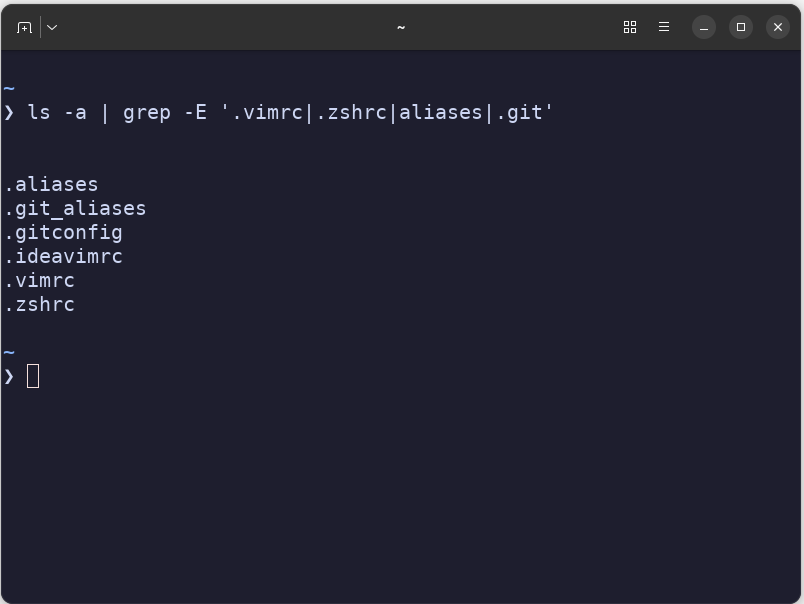 ~
~
❯ ls -a | grep -E '.vimrc|.zshrc|aliases|.git'
.aliases
.git_aliases
.gitconfig
.ideavimrc
.vimrc
.zshrc
~
❯